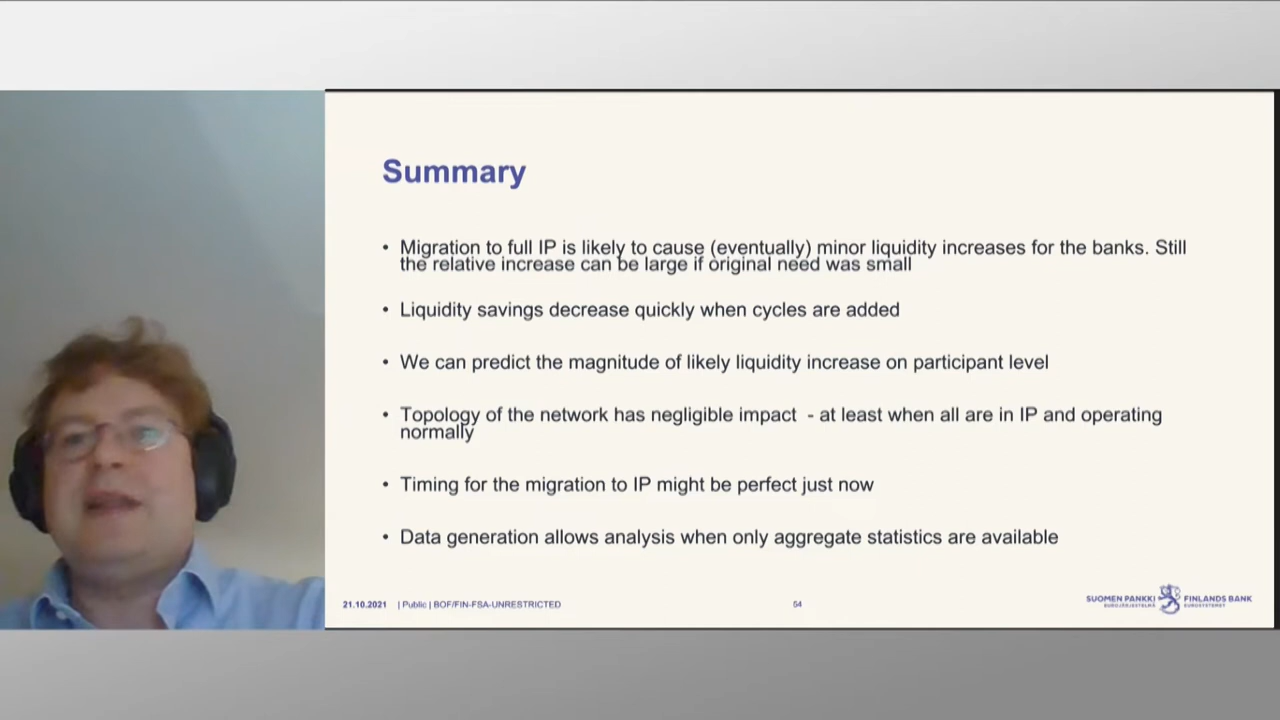 Summary
• Migration to full IP is likely to cause (eventually) minor liquidity increases for the banks. Still
the relative increase can be large if original need was small
• Liquidity savings decrease quickly when cycles are added
• We can predict the magnitude of likely liquidity increase on participant level
• Topology of the network has negligible impact - at least when all are in IP and operating
normally
• Timing for the migration to IP might be perfect just now
• Data generation allows analysis when only aggregate statistics are available
21.10.2021 | Public | BOF/FIN-FSA-UNRESTRICTED
54
SUOMEN PANKKI FINLANDS BANK
EUROJÄRJESTELMÄ EUROSYSTEMET